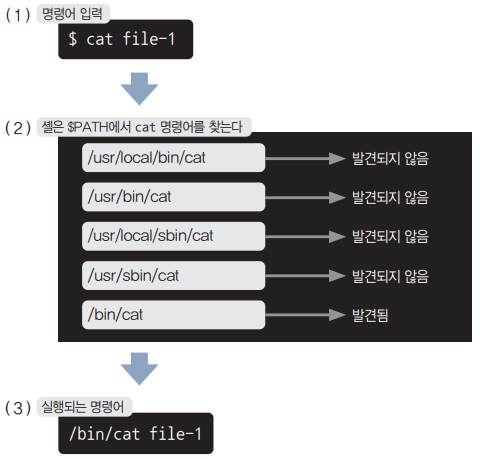 (1) 명령어 입력
$ cat file-1
(2) 셸은 $PATH에서 cat 명령어를 찾는다
/usr/local/bin/cat 발견되지 않음
/usr/bin/cat 발견되지 않음
/usr/local/sbin/cat 발견되지 않음
/usr/sbin/cat 발견되지 않음
/bin/cat 발견됨
(3) 실행되는 명령어
/bin/cat file-1